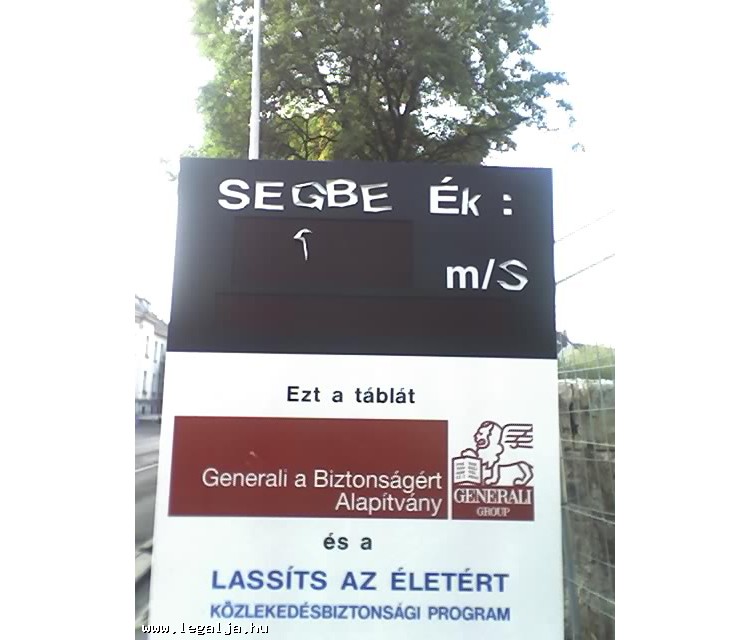 SEGBE Ék :
m/S
Ezt a táblát
Generali a Biztonságért
Alapítvány
GENERALI
GROUP
és a
LASSÍTS AZ ÉLETÉRT
KÖZLEKEDÉSBIZTONSÁGI PROGRAM
www.legalja.hu